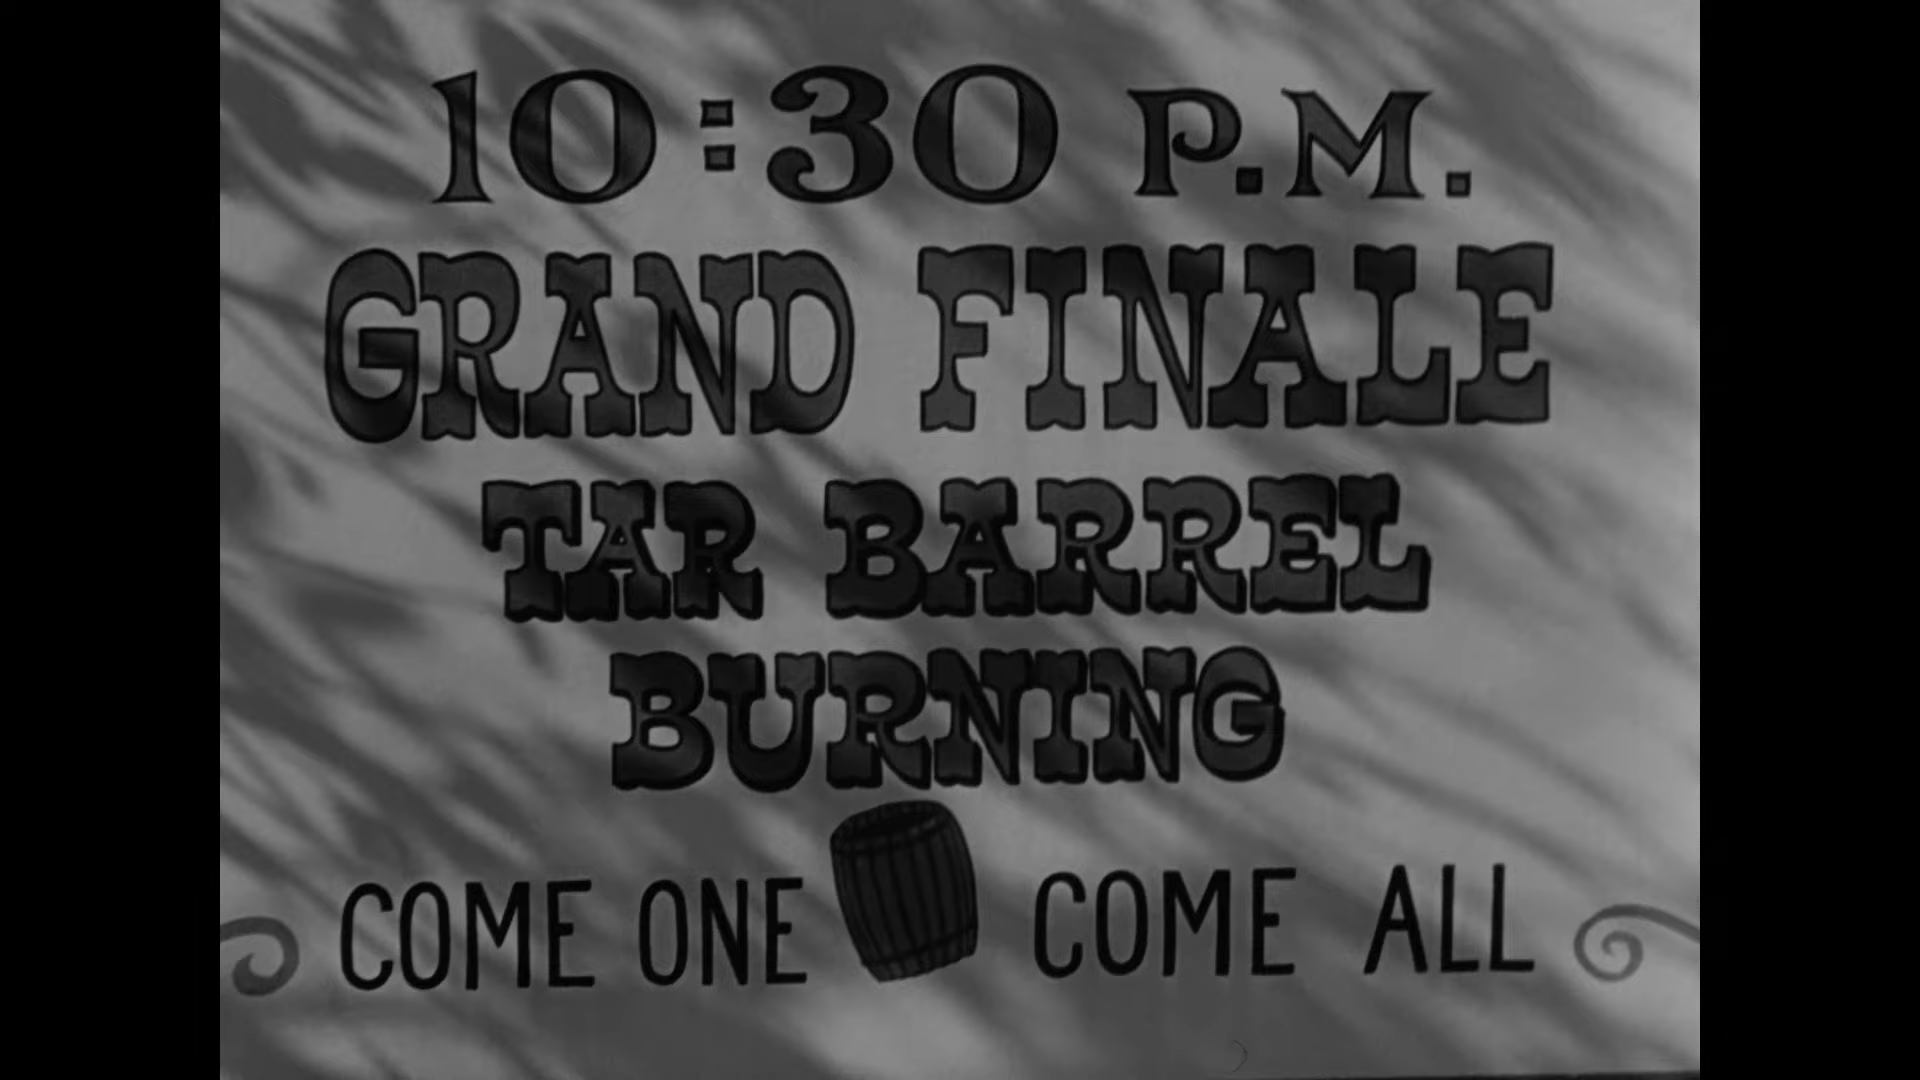 10:30 P.M.
GRAND FINALE
TAR BARREL
BURNING
COME ONE COME ALL